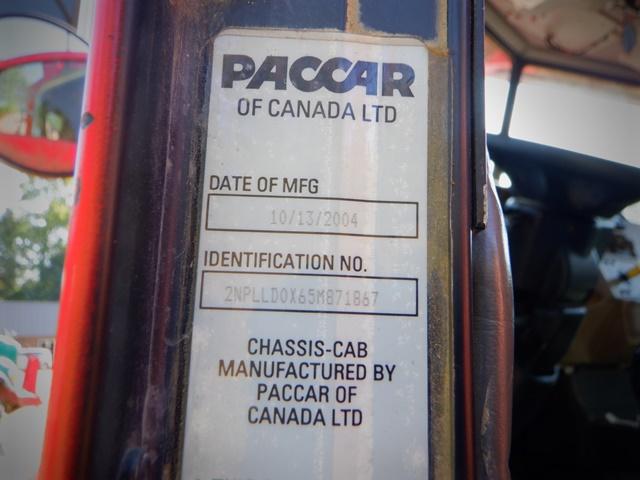 PACCAR
OF CANADA LTD
DATE OF MFG
10/13/2004
IDENTIFICATION NO.
2NPLLD0X65M871867
CHASSIS-CAB
MANUFACTURED BY
PACCAR OF
CANADA LTD